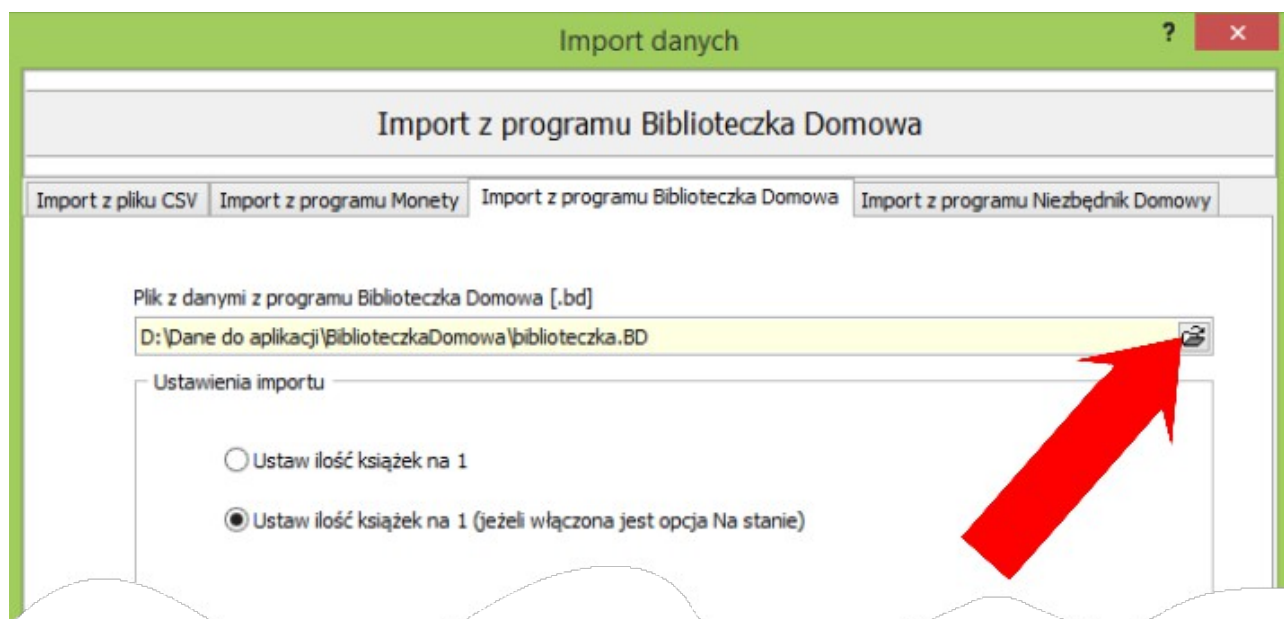 Import danych
Import z programu Biblioteczka Domowa
Import z pliku CSV Import z programu Monety Import z programu Biblioteczka Domowa Import z programu Niezbędnik Domowy
Plik z danymi z programu Biblioteczka Domowa [.bd]
D:\Dane do aplikacji\BiblioteczkaDomowa\biblioteczka.BD
Ustawienia importu
Ustaw ilość książek na 1
Ustaw ilość książek na 1 (jeżeli włączona jest opcja Na stanie)